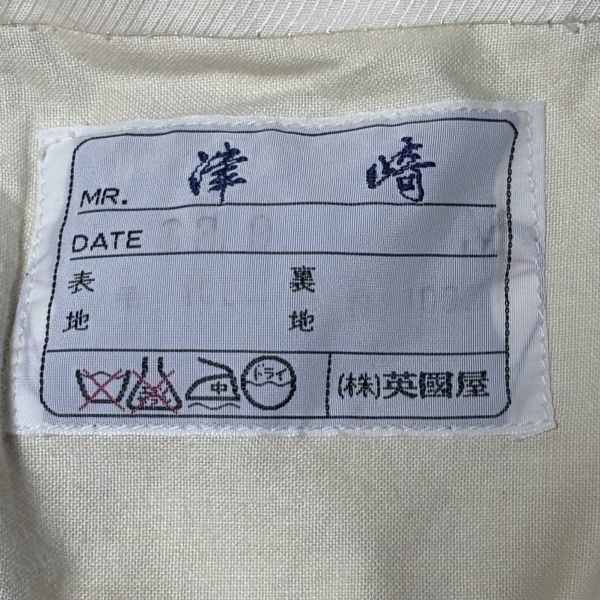 MR. 津 崎
DATE
表地 裏地
中 ドライ (株)英國屋